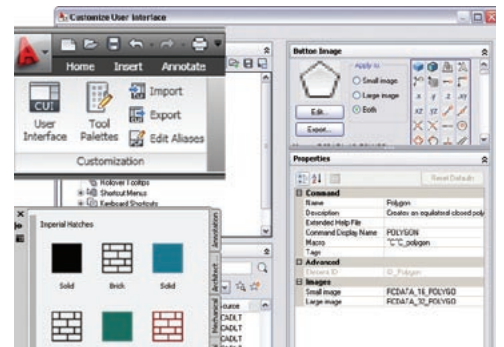 Customize User Interface
Home Insert Annotate
CUI
User Interface
Tool Palettes
Import
Export
Edit Aliases
Customization
Rollover Tooltips
Shortcut Menus
Keyboard Shortcuts
Imperial Hatches
Solid Brick Solid
Annotation
Architect...
Mechanical
CADLT
CADLT
CADLT
Button Image
Apply to
Small image
Large image
Both
Edit...
Export...
Properties
Reset Defaults
Command
Name Polygon
Description Creates an equilateral closed poly
Extended Help File
Command Display Name POLYGON
Macro ^C^C_polygon
Tags
Advanced
Element ID ID_Polygon
Images
Small image RCDATA_16_POLYGO
Large image RCDATA_32_POLYGO